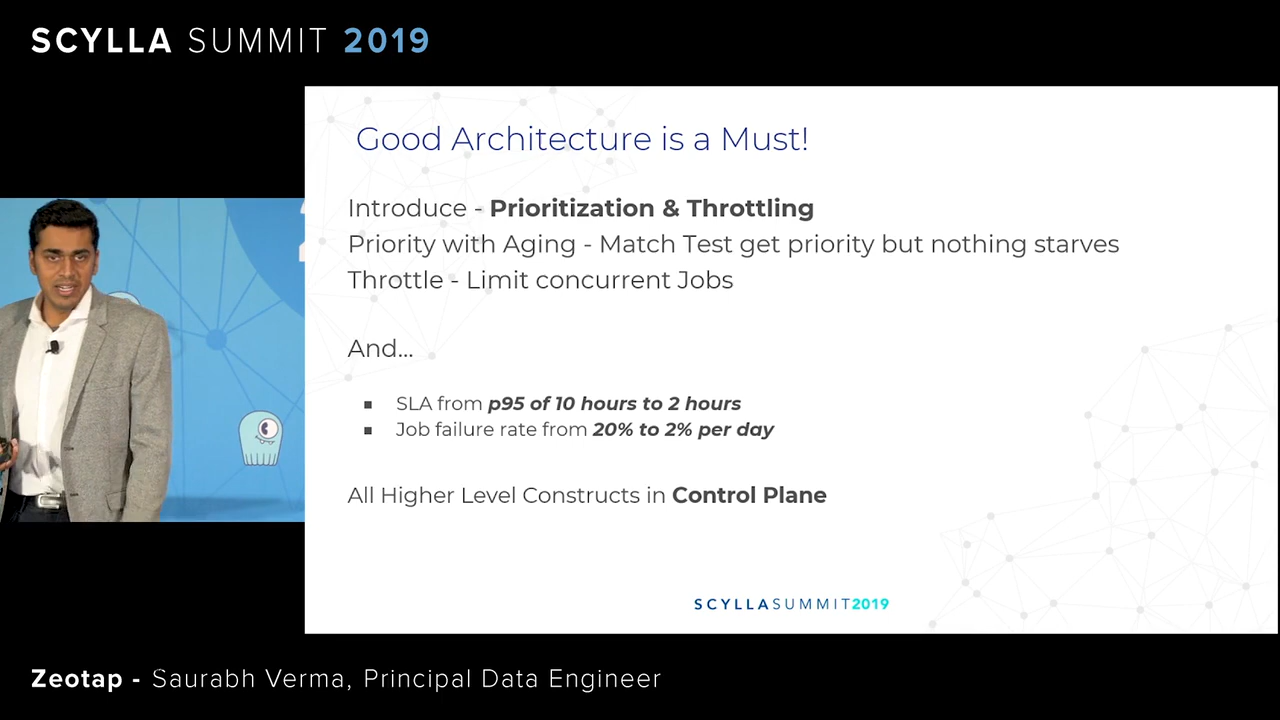 SCYLLA SUMMIT 2019
Good Architecture is a Must!
Introduce - Prioritization & Throttling
Priority with Aging - Match Test get priority but nothing starves
Throttle - Limit concurrent Jobs
And...
▪ SLA from p95 of 10 hours to 2 hours
▪ Job failure rate from 20% to 2% per day
All Higher Level Constructs in Control Plane
SCYLLASUMMIT2019
Zeotap - Saurabh Verma, Principal Data Engineer